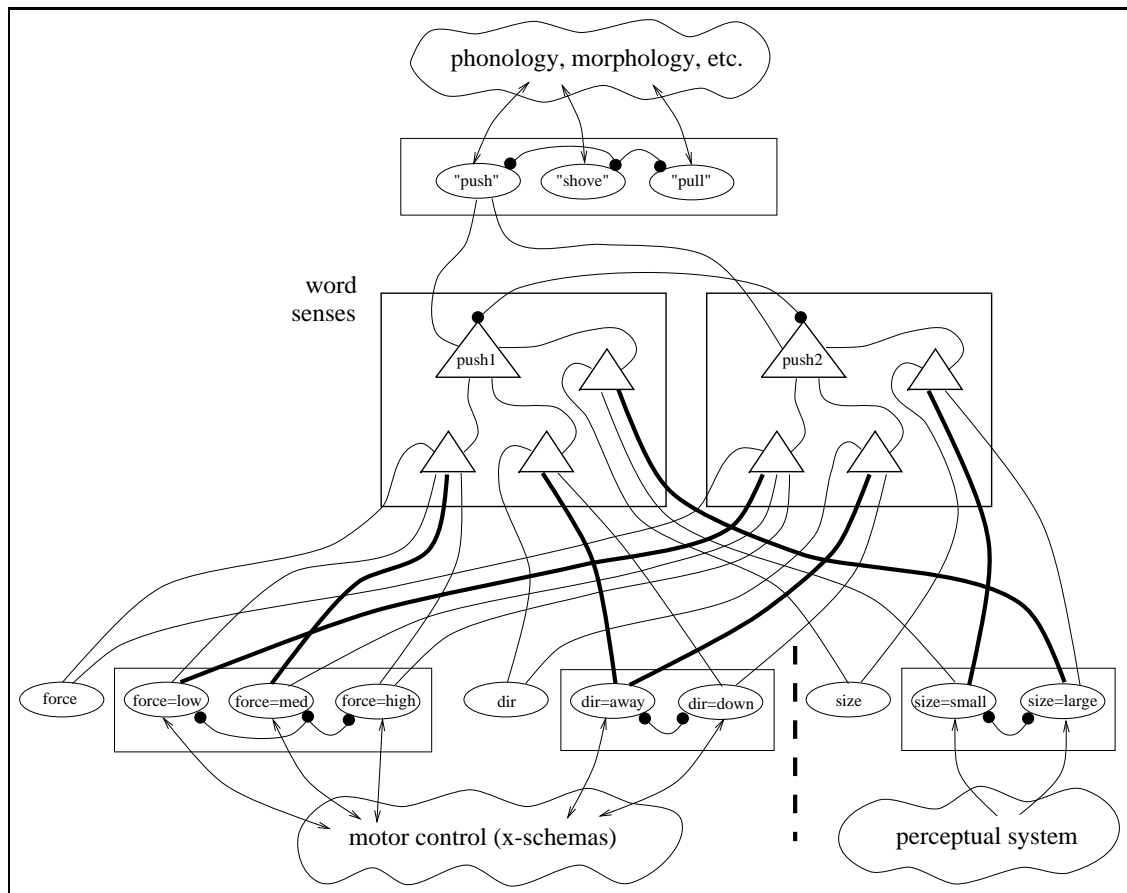 phonology, morphology, etc.
"push" "shove" "pull"
word
senses
push1 push2
force force=low force=med force=high dir dir=away dir=down size size=small size=large
motor control (x-schemas) perceptual system